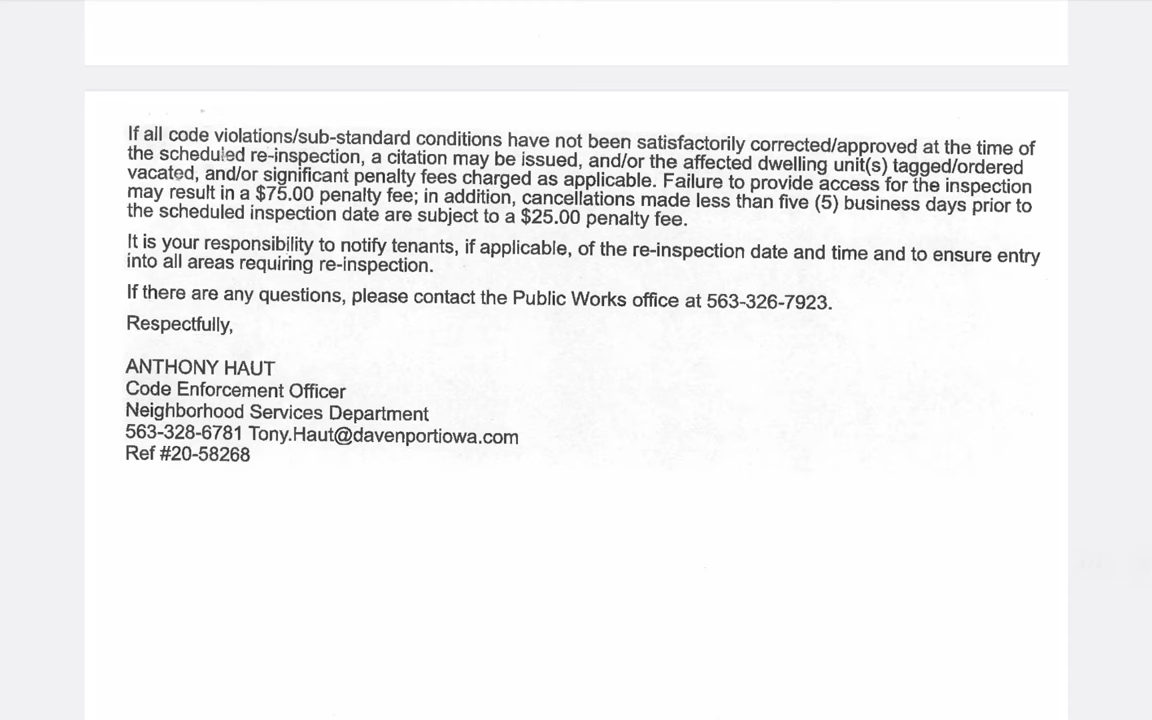 If all code violations/sub-standard conditions have not been satisfactorily corrected/approved at the time of
the scheduled re-inspection, a citation may be issued, and/or the affected dwelling unit(s) tagged/ordered
vacated, and/or significant penalty fees charged as applicable. Failure to provide access for the inspection
may result in a $75.00 penalty fee; in addition, cancellations made less than five (5) business days prior to
the scheduled inspection date are subject to a $25.00 penalty fee.
It is your responsibility to notify tenants, if applicable, of the re-inspection date and time and to ensure entry
into all areas requiring re-inspection.
If there are any questions, please contact the Public Works office at 563-326-7923.
Respectfully,
ANTHONY HAUT
Code Enforcement Officer
Neighborhood Services Department
563-328-6781 Tony.Haut@davenportiowa.com
Ref #20-58268